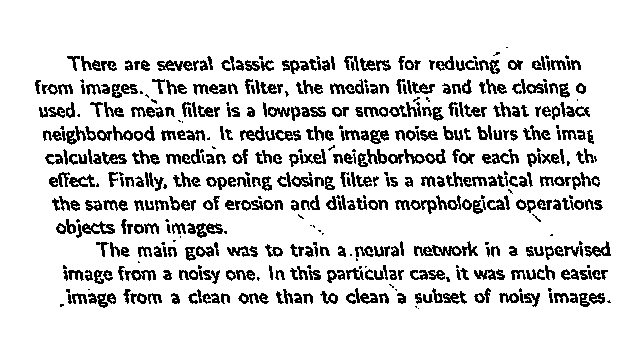 There are several classic spatial filters for reducing or elimin
from images. The mean filter, the median filter and the closing o
used. The mean filter is a lowpass or smoothing filter that replace
neighborhood mean. It reduces the image noise but blurs the imag
calculates the median of the pixel neighborhood for each pixel, th
effect. Finally, the opening closing filter is a mathematical morpho
the same number of erosion and dilation morphological operations
objects from images.
The main goal was to train a neural network in a supervised
image from a noisy one. In this particular case, it was much easier
image from a clean one than to clean a subset of noisy images.